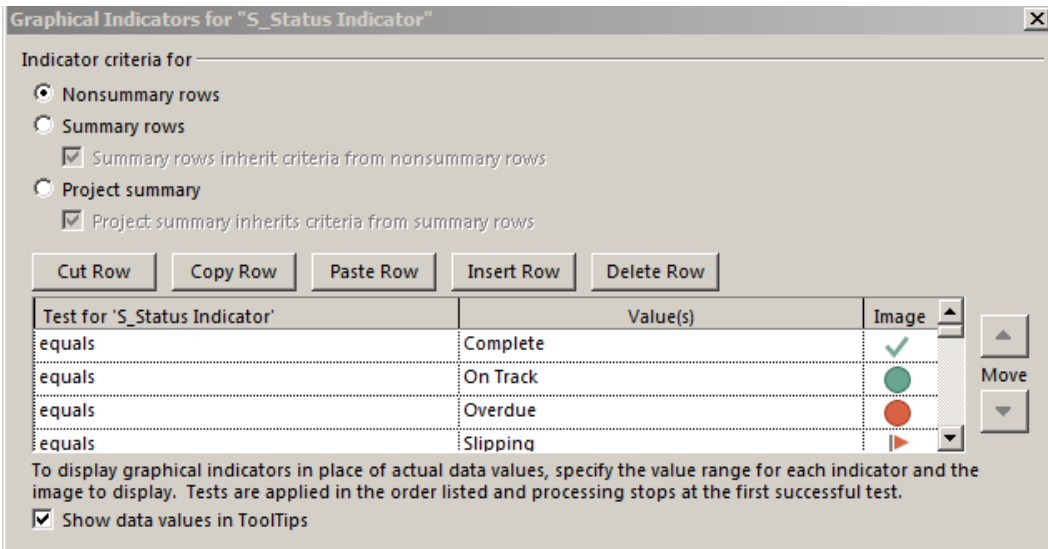 Graphical Indicators for "S_Status Indicator"
Indicator criteria for
Nonsummary rows
Summary rows
Summary rows inherit criteria from nonsummary rows
Project summary
Project summary inherits criteria from summary rows
Cut Row Copy Row Paste Row Insert Row Delete Row
Test for 'S_Status Indicator' Value(s) Image
equals Complete
equals On Track
Move
equals Overdue
equals Slipping
To display graphical indicators in place of actual data values, specify the value range for each indicator and the
image to display. Tests are applied in the order listed and processing stops at the first successful test.
Show data values in ToolTips